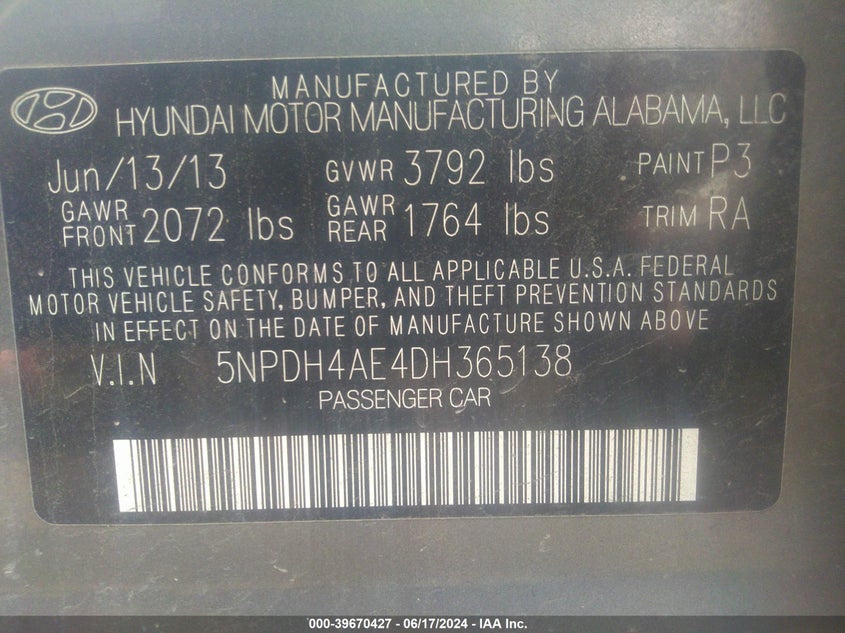 MANUFACTURED BY
HYUNDAI MOTOR MANUFACTURING ALABAMA, LLC
Jun/13/13 GVWR 3792 lbs PAINT P3
GAWR FRONT 2072 lbs GAWR REAR 1764 lbs TRIM RA
THIS VEHICLE CONFORMS TO ALL APPLICABLE U.S.A. FEDERAL
MOTOR VEHICLE SAFETY, BUMPER, AND THEFT PREVENTION STANDARDS
IN EFFECT ON THE DATE OF MANUFACTURE SHOWN ABOVE
V.I.N 5NPDH4AE4DH365138
PASSENGER CAR
000-39670427 - 06/17/2024 - IAA Inc.